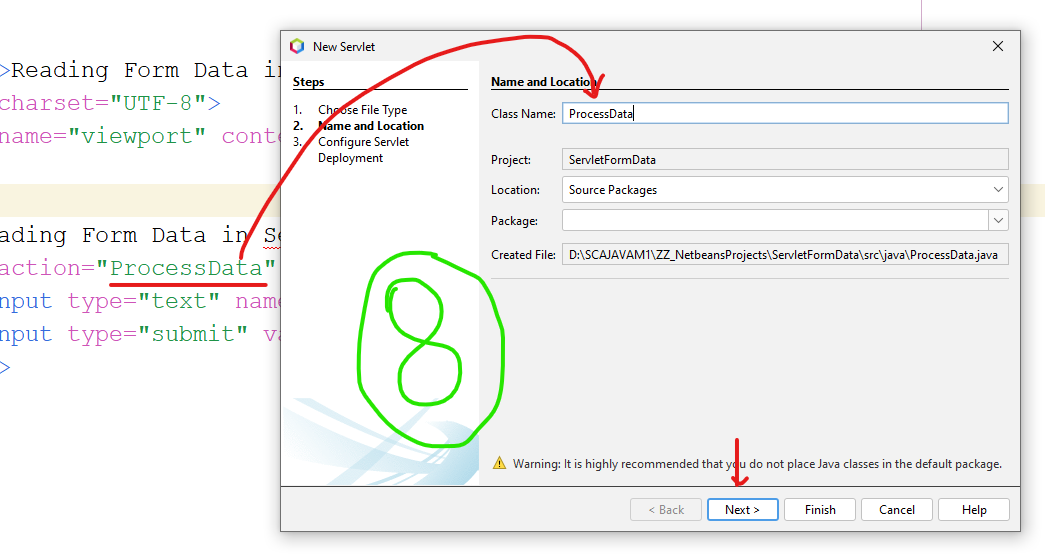 >Reading Form Data in
charset="UTF-8">
name="viewport" conte
ading Form Data in Se
action="ProcessData"
nput type="text" name
nput type="submit" va
>
New Servlet
Steps
1. Choose File Type
2. Name and Location
3. Configure Servlet
Deployment
Name and Location
Class Name: ProcessData
Project: ServletFormData
Location: Source Packages
Package:
Created File: D:\SCAJAVAM1\ZZ_NetbeansProjects\ServletFormData\src\java\ProcessData.java
8
Warning: It is highly recommended that you do not place Java classes in the default package.
< Back Next > Finish Cancel Help